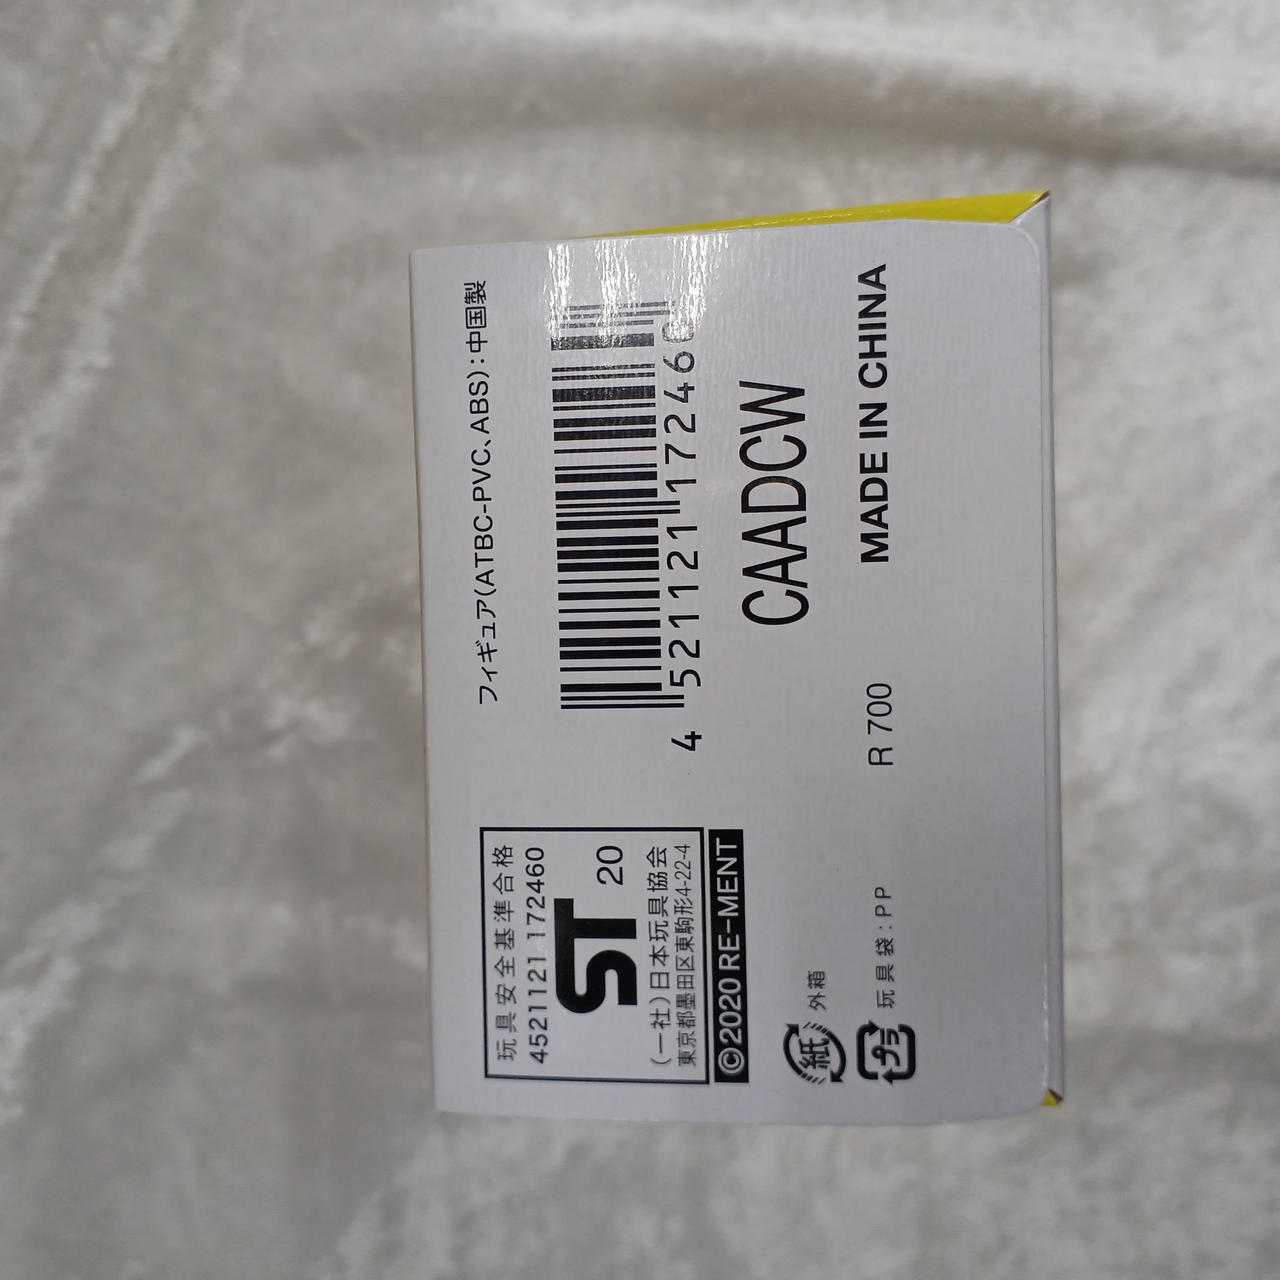 玩具安全基準合格
4521121 172460
ST 20
(一社)日本玩具協会
東京都墨田区東駒形4-22-4
©2020 RE-MENT
外箱
紙
玩具袋:PP
プラ
フィギュア(ATBC-PVC、ABS):中国製
4 521121 172460
CAADCW
R 700
MADE IN CHINA